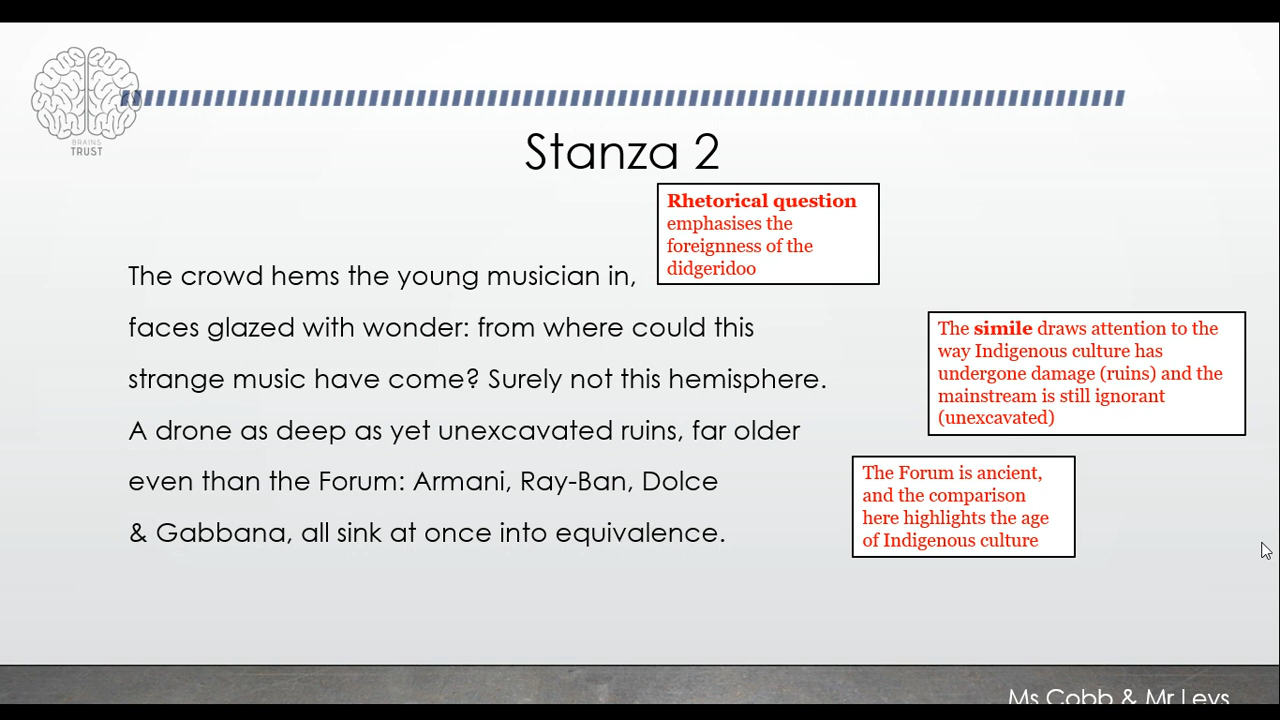 BRAINS
TRUST
Stanza 2
Rhetorical question
emphasises the
foreignness of the
didgeridoo
The crowd hems the young musician in,
faces glazed with wonder: from where could this
strange music have come? Surely not this hemisphere.
A drone as deep as yet unexcavated ruins, far older
even than the Forum: Armani, Ray-Ban, Dolce
& Gabbana, all sink at once into equivalence.
The simile draws attention to the
way Indigenous culture has
undergone damage (ruins) and the
mainstream is still ignorant
(unexcavated)
The Forum is ancient,
and the comparison
here highlights the age
of Indigenous culture
Ms Cobb & Mr Leys